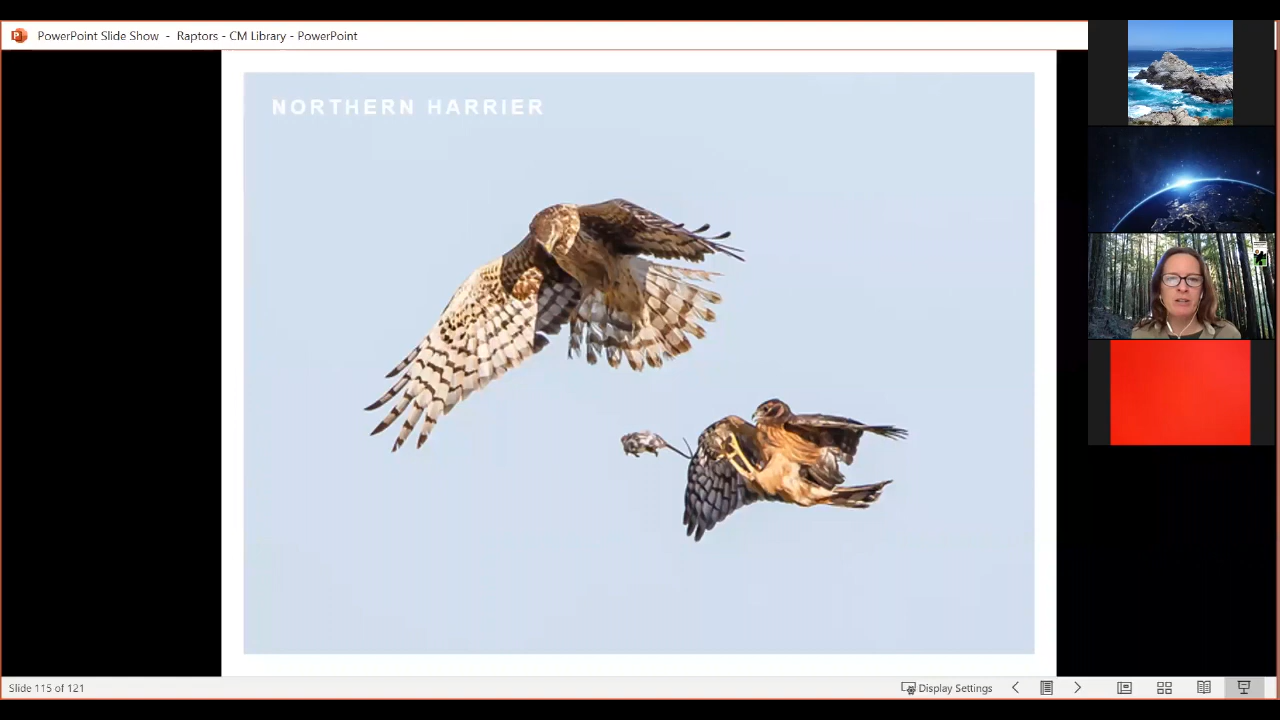 PowerPoint Slide Show - Raptors - CM Library - PowerPoint
NORTHERN HARRIER
Slide 115 of 121
Display Settings